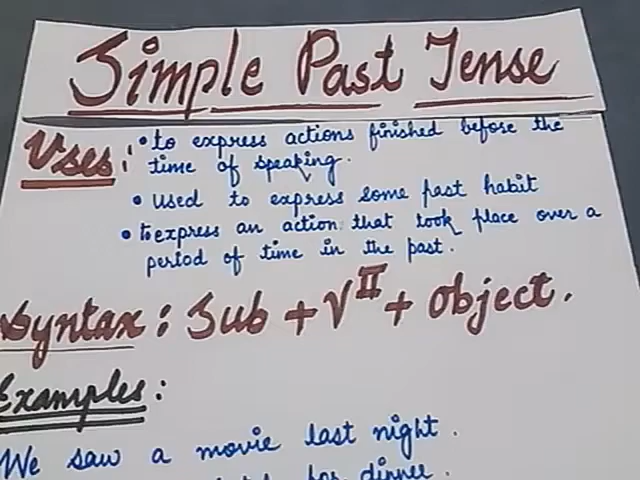 Simple Past Tense
Uses: • to express actions finished before the
time of speaking.
• used to express some past habit
• to express an action that took place over a
period of time in the past.
Syntax: Sub + V II + Object.
Examples:
We saw a movie last night.
for dinner.